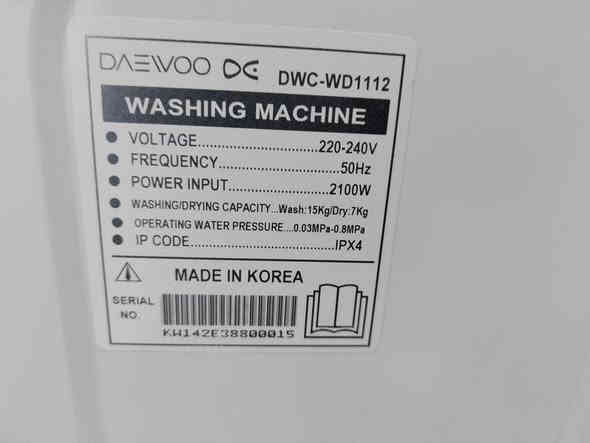 DAEWOO DE DWC-WD1112
WASHING MACHINE
● VOLTAGE..............................220-240V
● FREQUENCY..............................50Hz
● POWER INPUT...........................2100W
● WASHING/DRYING CAPACITY...Wash:15Kg/Dry:7Kg
● OPERATING WATER PRESSURE....0.03MPa-0.8MPa
● IP CODE.......................................IPX4
MADE IN KOREA
SERIAL NO.
KW142E38800015